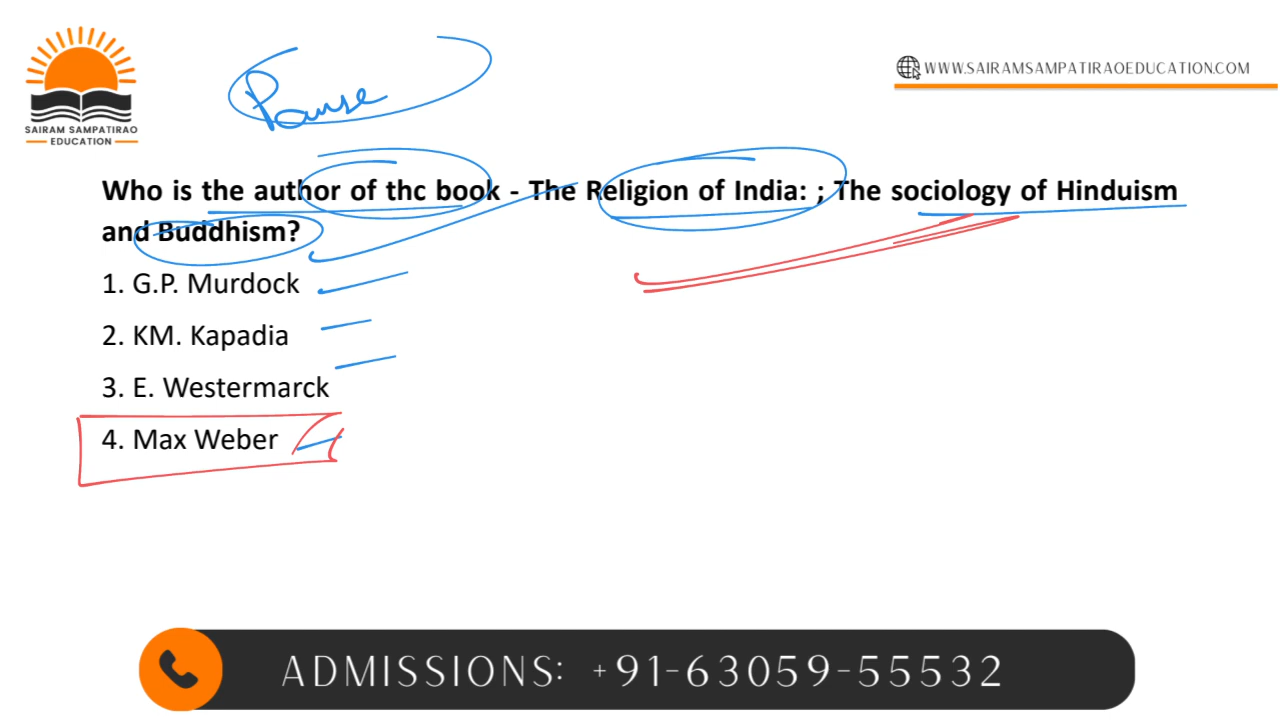 SAIRAM SAMPATIRAO
EDUCATION
Pause
WWW.SAIRAMSAMPATIRAOEDUCATION.COM
Who is the author of thc book - The Religion of India: ; The sociology of Hinduism
and Buddhism?
1. G.P. Murdock
2. KM. Kapadia
3. E. Westermarck
4. Max Weber
ADMISSIONS: +91-63059-55532